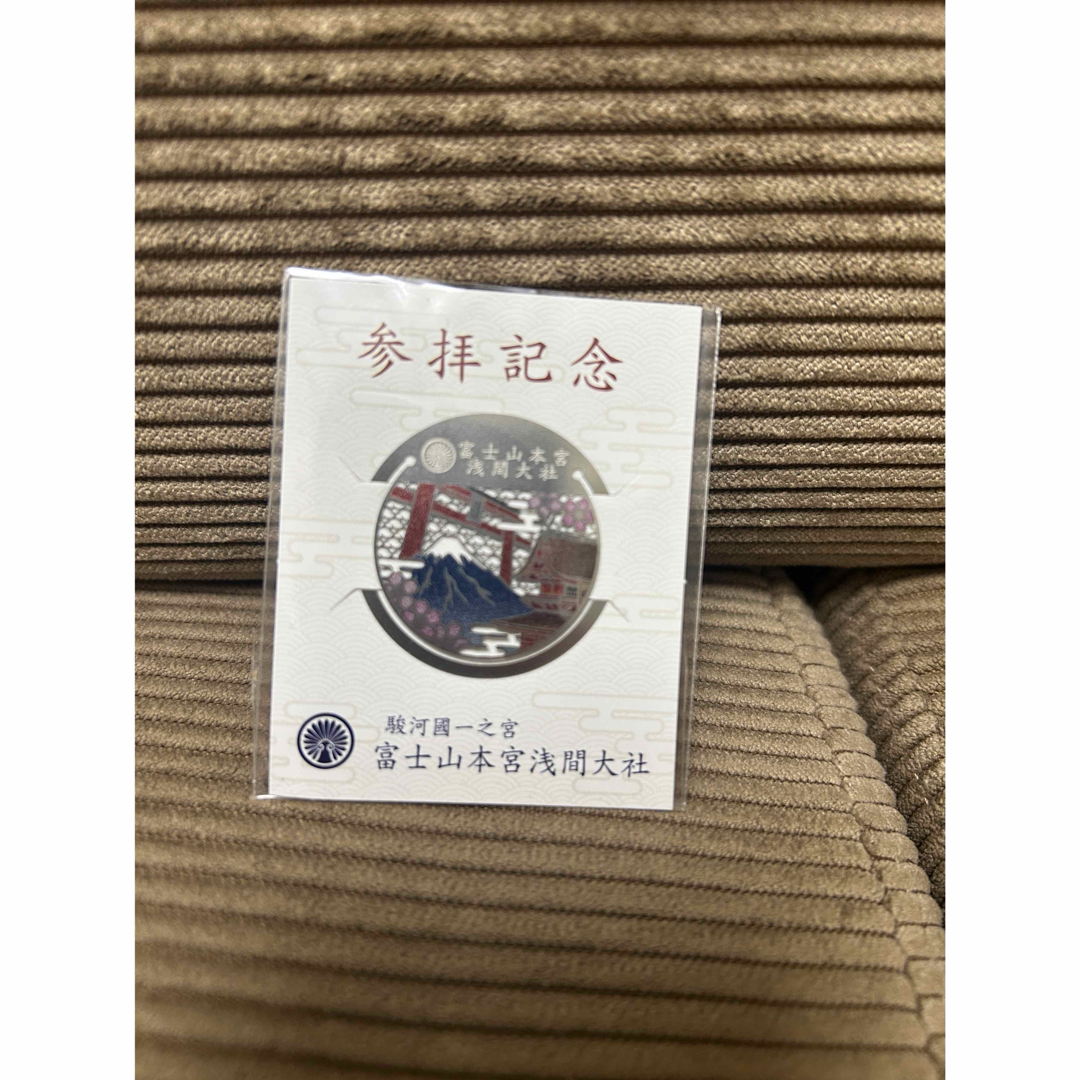 参拝記念
富士山本宮
浅間大社
駿河國一之宮
富士山本宮浅間大社